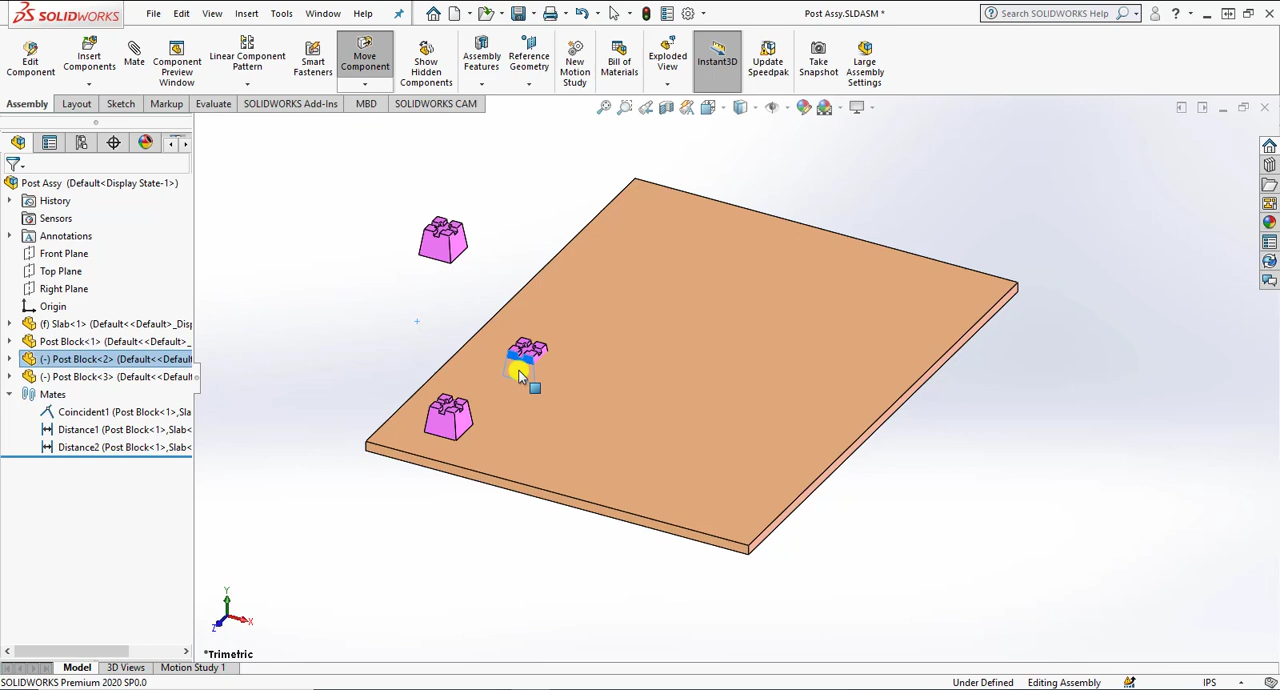 SOLIDWORKS
File Edit View Insert Tools Window Help
Post Assy.SLDASM *
Search SOLIDWORKS Help
Edit Component
Insert Components
Mate
Component Preview Window
Linear Component Pattern
Smart Fasteners
Move Component
Show Hidden Components
Assembly Features
Reference Geometry
New Motion Study
Bill of Materials
Exploded View
Instant3D
Update Speedpak
Take Snapshot
Large Assembly Settings
Assembly Layout Sketch Markup Evaluate SOLIDWORKS Add-Ins MBD SOLIDWORKS CAM
Post Assy (Default<Display State-1>)
History
Sensors
Annotations
Front Plane
Top Plane
Right Plane
Origin
(f) Slab<1> (Default<<Default>_Disp
Post Block<1> (Default<<Default>_
(-) Post Block<2> (Default<<Default
(-) Post Block<3> (Default<<Default
Mates
Coincident1 (Post Block<1>,Sla
Distance1 (Post Block<1>,Slab<
Distance2 (Post Block<1>,Slab<
Y
X
Z
*Trimetric
Model 3D Views Motion Study 1
SOLIDWORKS Premium 2020 SP0.0
Under Defined Editing Assembly IPS